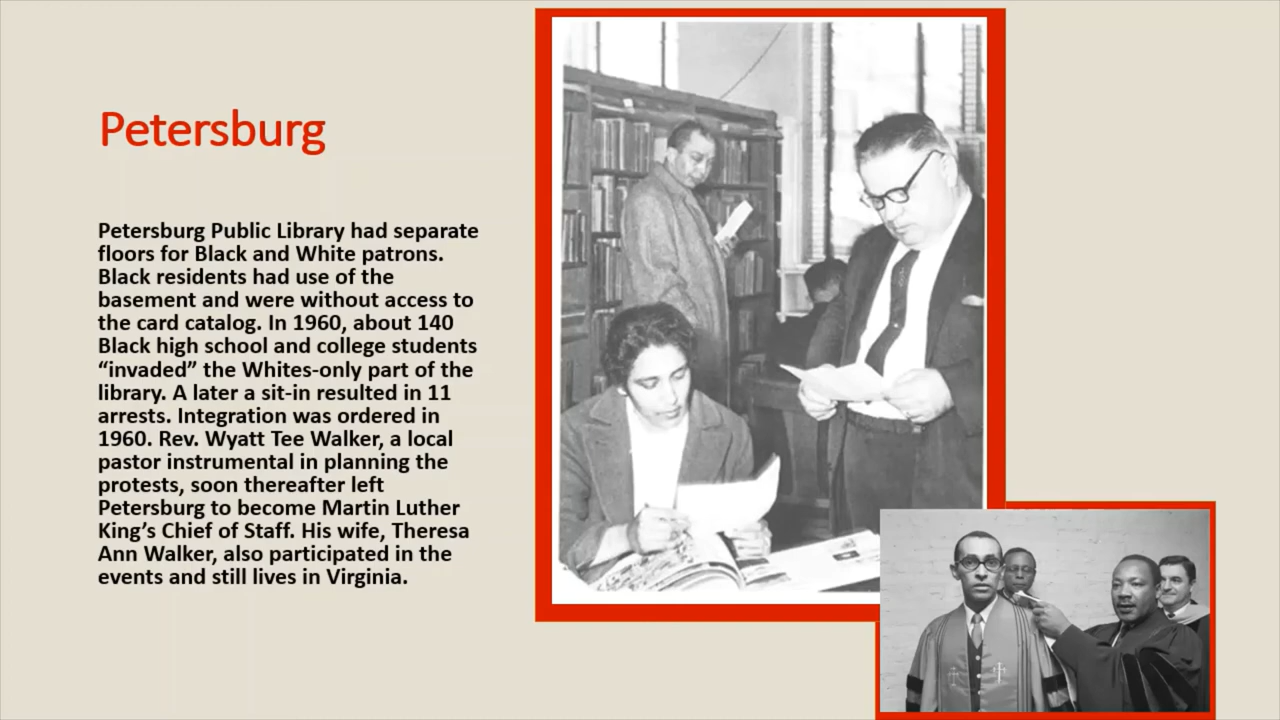 Petersburg
Petersburg Public Library had separate
floors for Black and White patrons.
Black residents had use of the
basement and were without access to
the card catalog. In 1960, about 140
Black high school and college students
“invaded” the Whites-only part of the
library. A later a sit-in resulted in 11
arrests. Integration was ordered in
1960. Rev. Wyatt Tee Walker, a local
pastor instrumental in planning the
protests, soon thereafter left
Petersburg to become Martin Luther
King’s Chief of Staff. His wife, Theresa
Ann Walker, also participated in the
events and still lives in Virginia.